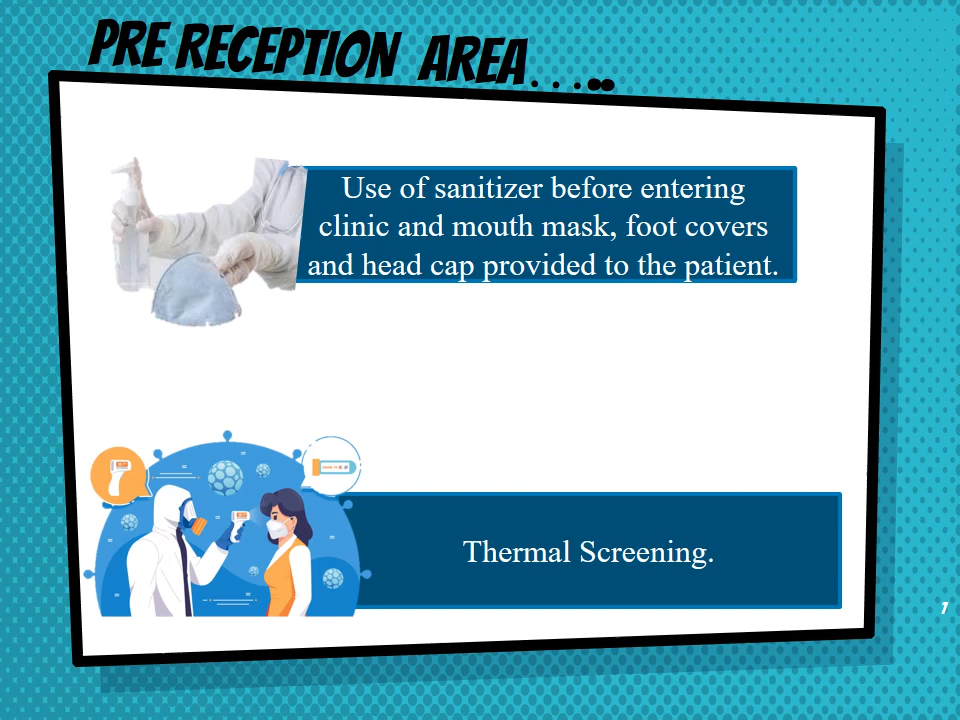 PRE RECEPTION AREA…..
Use of sanitizer before entering
clinic and mouth mask, foot covers
and head cap provided to the patient.
Thermal Screening.
1